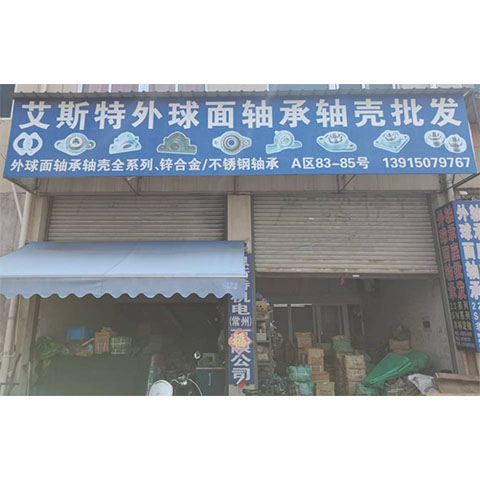 艾斯特外球面轴承轴壳批发
外球面轴承轴壳全系列、锌合金/不锈钢轴承 A区83-85号 13915079767
机电
(常州)
公司
外球面轴承